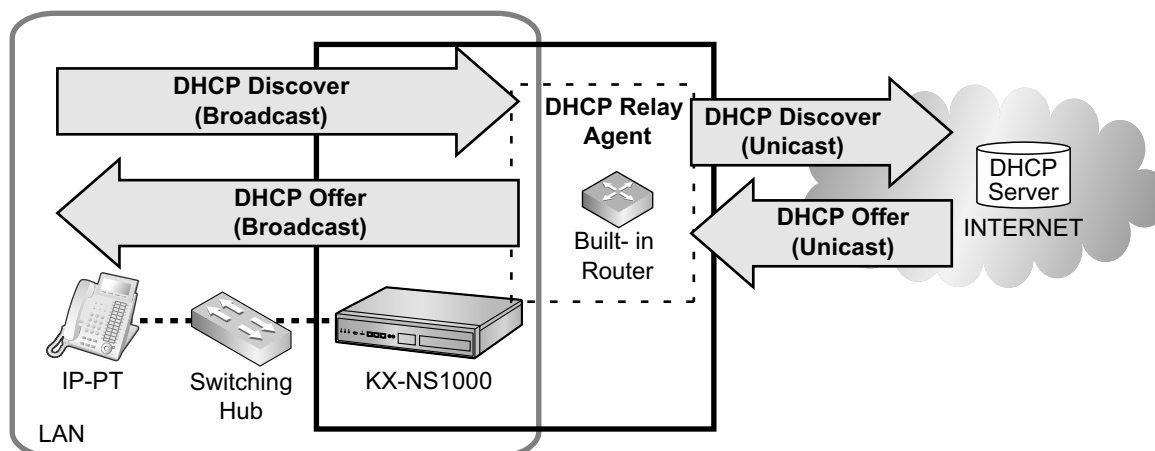 DHCP Discover
(Broadcast)
DHCP Relay
Agent
DHCP Discover
(Unicast)
DHCP Offer
(Broadcast)
Built- in
Router
DHCP Offer
(Unicast)
DHCP
Server
INTERNET
IP-PT
Switching
Hub
KX-NS1000
LAN